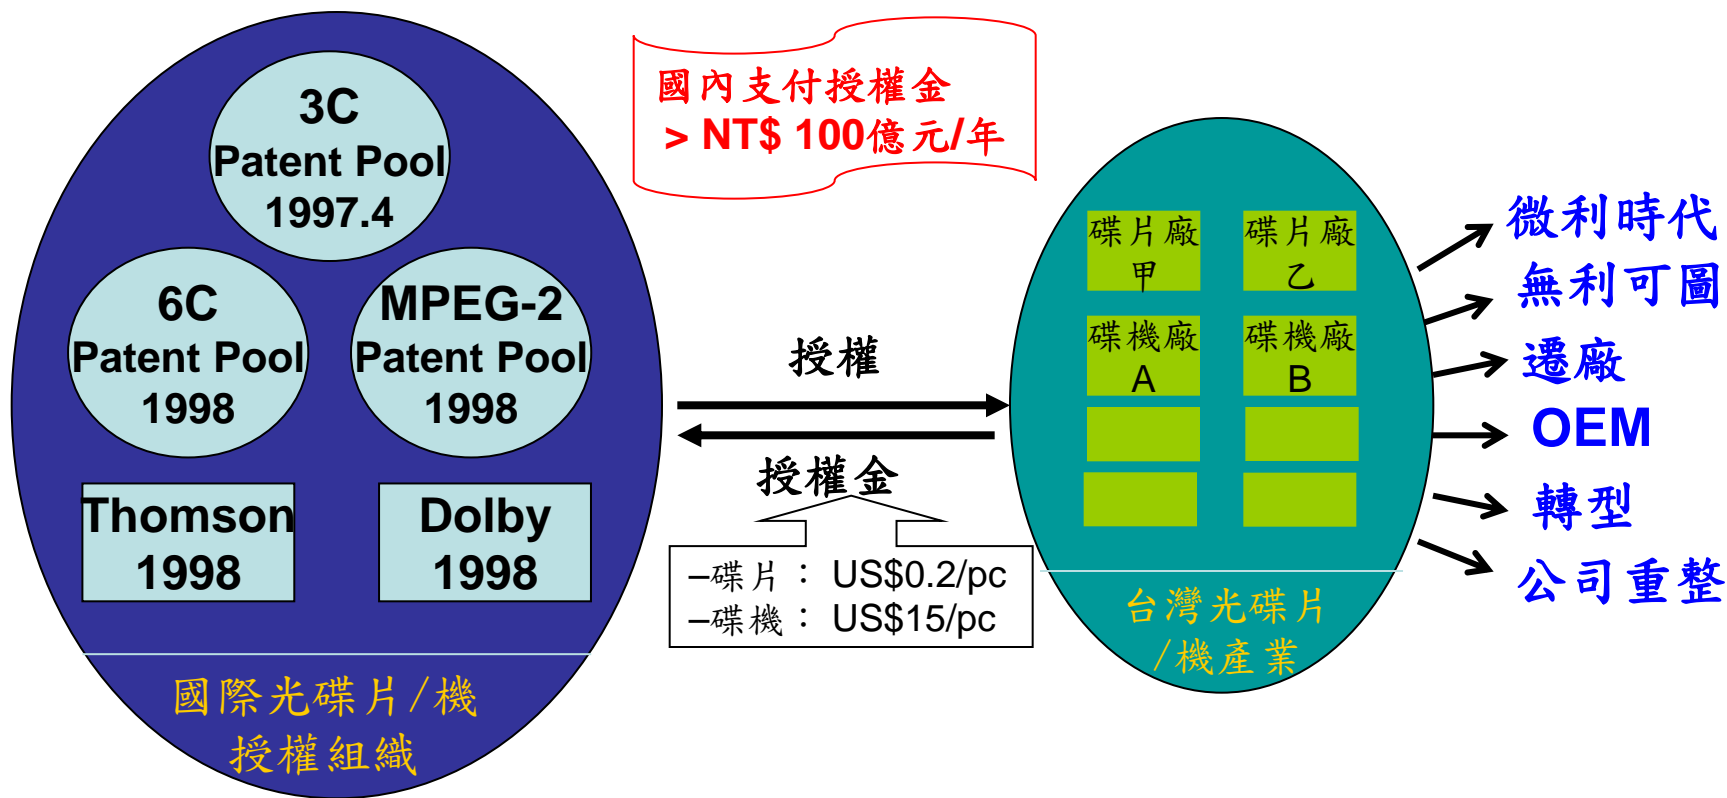 3C
Patent Pool
1997.4
6C
Patent Pool
1998
MPEG-2
Patent Pool
1998
Thomson
1998
Dolby
1998
國際光碟片/機
授權組織
國內支付授權金
> NT$ 100億元/年
授權
授權金
–碟片： US$0.2/pc
–碟機： US$15/pc
碟片廠
甲
碟片廠
乙
碟機廠
A
碟機廠
B
台灣光碟片
/機產業
微利時代
無利可圖
遷廠
OEM
轉型
公司重整